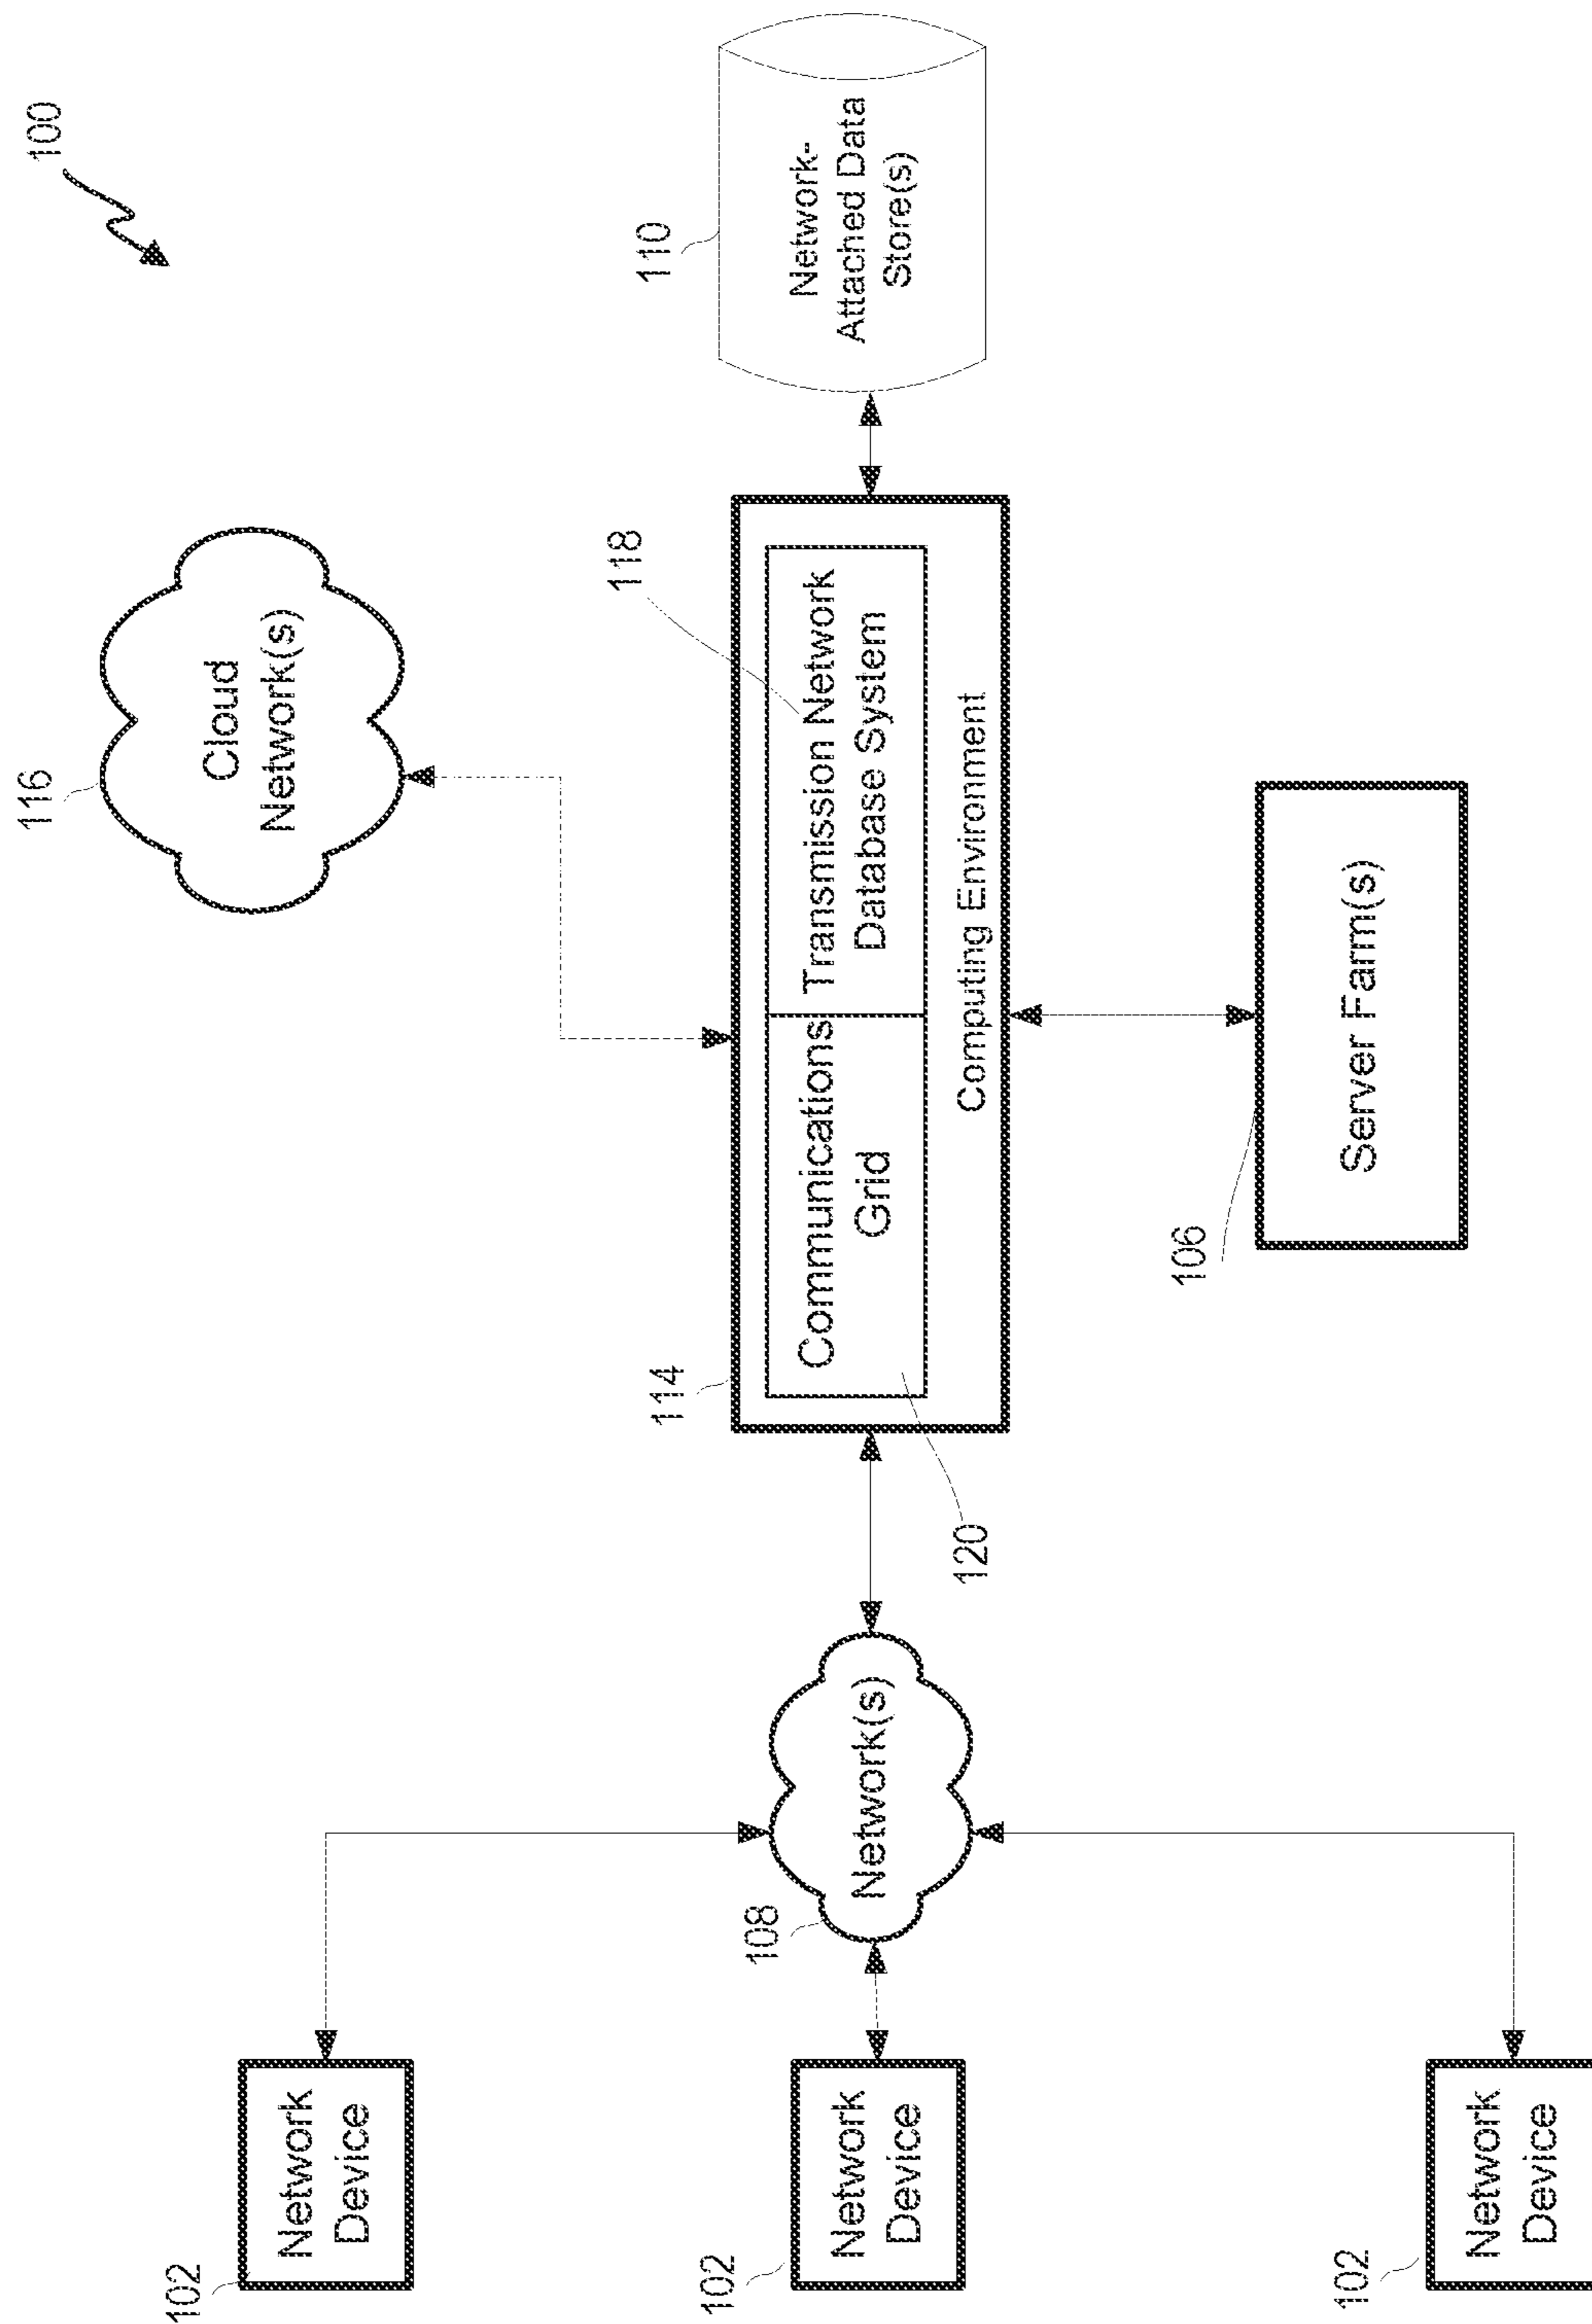 100
116
Cloud
Network(s)
102
Network
Device
108
Network(s)
102
Network
Device
114
118
Communications
Grid
Transmission Network
Database System
Computing Environment
120
110
Network-
Attached Data
Store(s)
106
Server Farm(s)
102
Network
Device